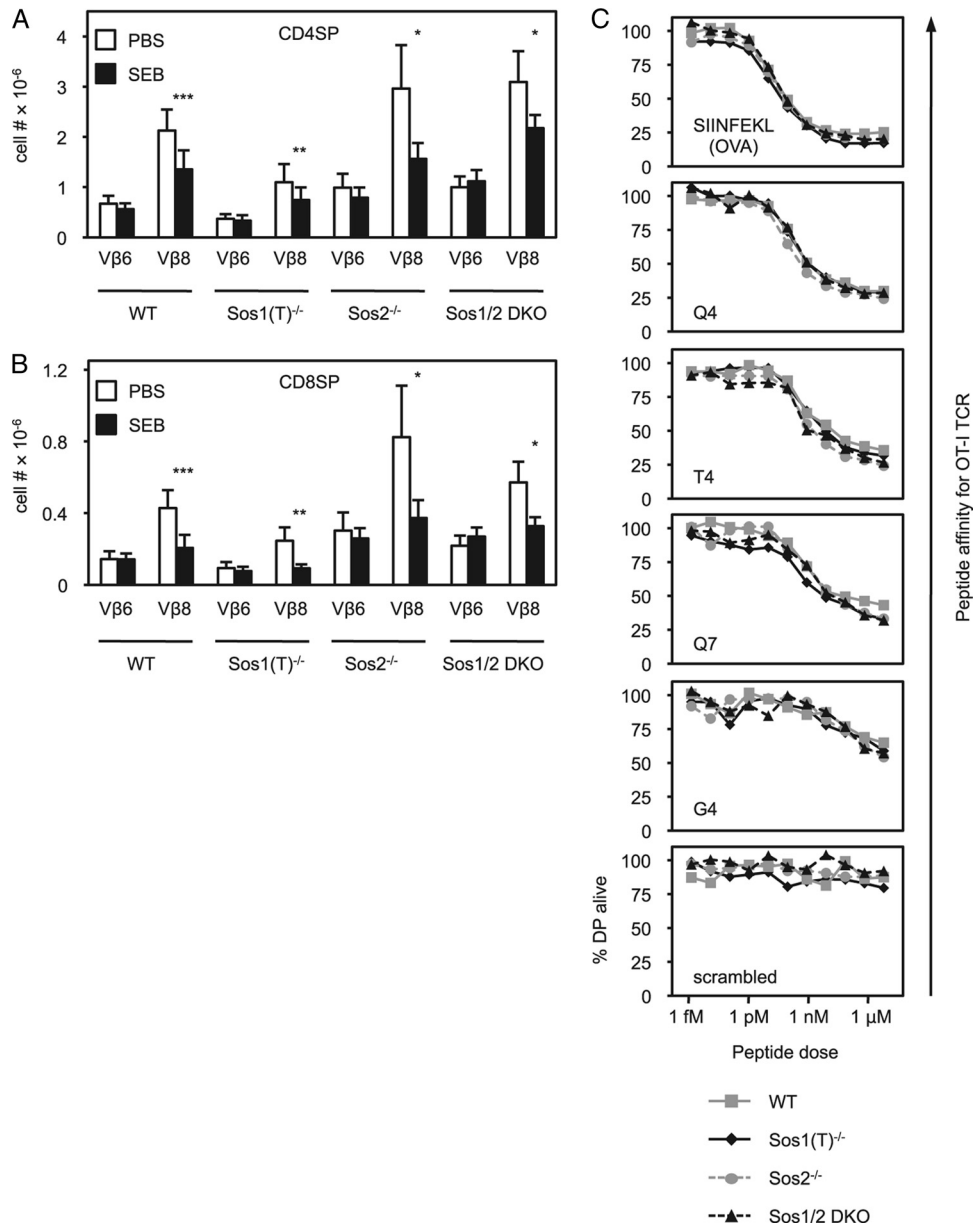 A
CD4SP
PBS
SEB
cell # × 10⁻⁶
4
3
2
1
0
***
**
*
*
Vβ6 Vβ8 Vβ6 Vβ8 Vβ6 Vβ8 Vβ6 Vβ8
WT Sos1(T)⁻/⁻ Sos2⁻/⁻ Sos1/2 DKO
B
CD8SP
PBS
SEB
cell # × 10⁻⁶
1.2
0.8
0.4
0
***
**
*
*
Vβ6 Vβ8 Vβ6 Vβ8 Vβ6 Vβ8 Vβ6 Vβ8
WT Sos1(T)⁻/⁻ Sos2⁻/⁻ Sos1/2 DKO
C
100
75
50
25
0
SIINFEKL
(OVA)
100
75
50
25
0
Q4
100
75
50
25
0
T4
100
75
50
25
0
Q7
100
75
50
25
0
G4
100
75
50
25
0
scrambled
% DP alive
1 fM 1 pM 1 nM 1 µM
Peptide dose
Peptide affinity for OT-I TCR
WT
Sos1(T)⁻/⁻
Sos2⁻/⁻
Sos1/2 DKO